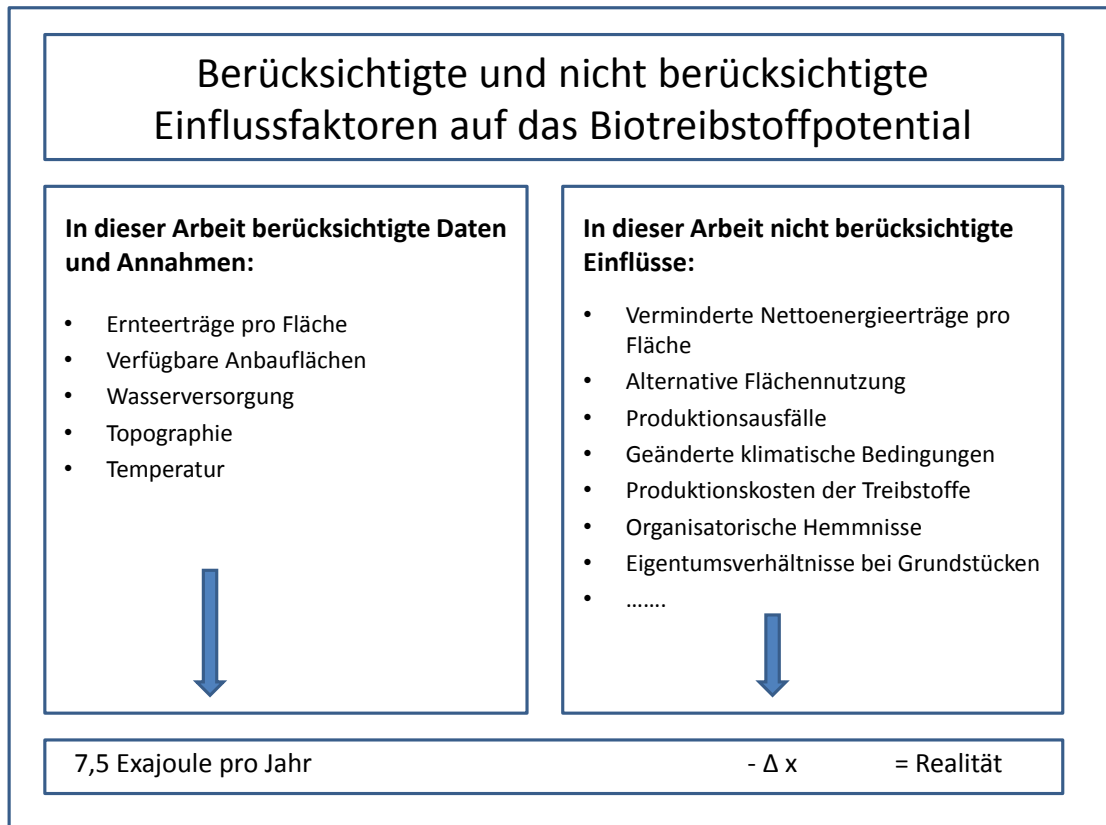 Berücksichtigte und nicht berücksichtigte
Einflussfaktoren auf das Biotreibstoffpotential
In dieser Arbeit berücksichtigte Daten
und Annahmen:
• Ernteerträge pro Fläche
• Verfügbare Anbauflächen
• Wasserversorgung
• Topographie
• Temperatur
In dieser Arbeit nicht berücksichtigte
Einflüsse:
• Verminderte Nettoenergieerträge pro
Fläche
• Alternative Flächennutzung
• Produktionsausfälle
• Geänderte klimatische Bedingungen
• Produktionskosten der Treibstoffe
• Organisatorische Hemmnisse
• Eigentumsverhältnisse bei Grundstücken
• …….
7,5 Exajoule pro Jahr - Δ x = Realität